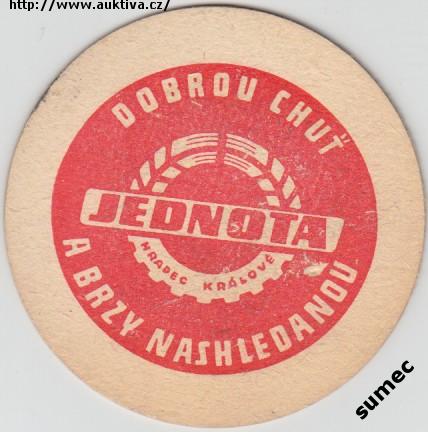 http://www.auktiva.cz/
DOBROU CHUŤ
JEDNOTA
HRADEC KRÁLOVÉ
A BRZY NASHLEDANOU
sumec